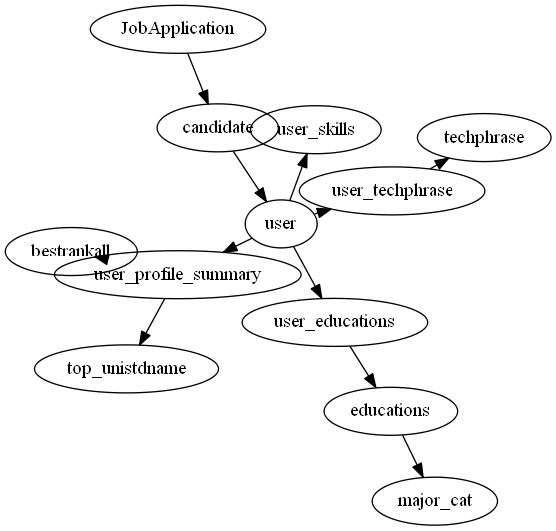 JobApplication
candidate
user_skills
techphrase
user_techphrase
user
bestrankall
user_profile_summary
user_educations
top_unistdname
educations
major_cat